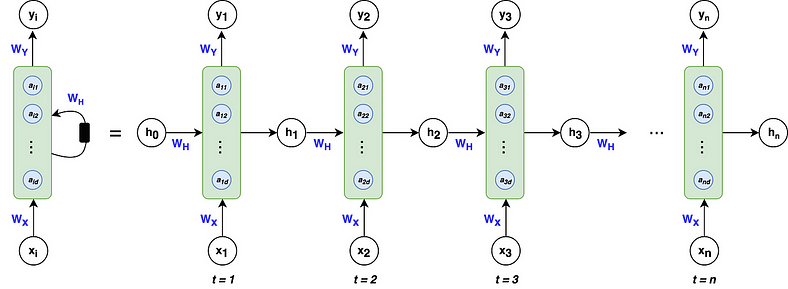 yi y1 y2 y3 yn
WY WY WY WY WY
ai1 a11 a21 a31 an1
WH
ai2 a12 a22 a32 an2
= h0 h1 h2 h3 ... hn
WH WH WH WH
⋮ ⋮ ⋮ ⋮ ⋮
aid a1d a2d a3d and
WX WX WX WX WX
xi x1 x2 x3 xn
t = 1 t = 2 t = 3 t = n